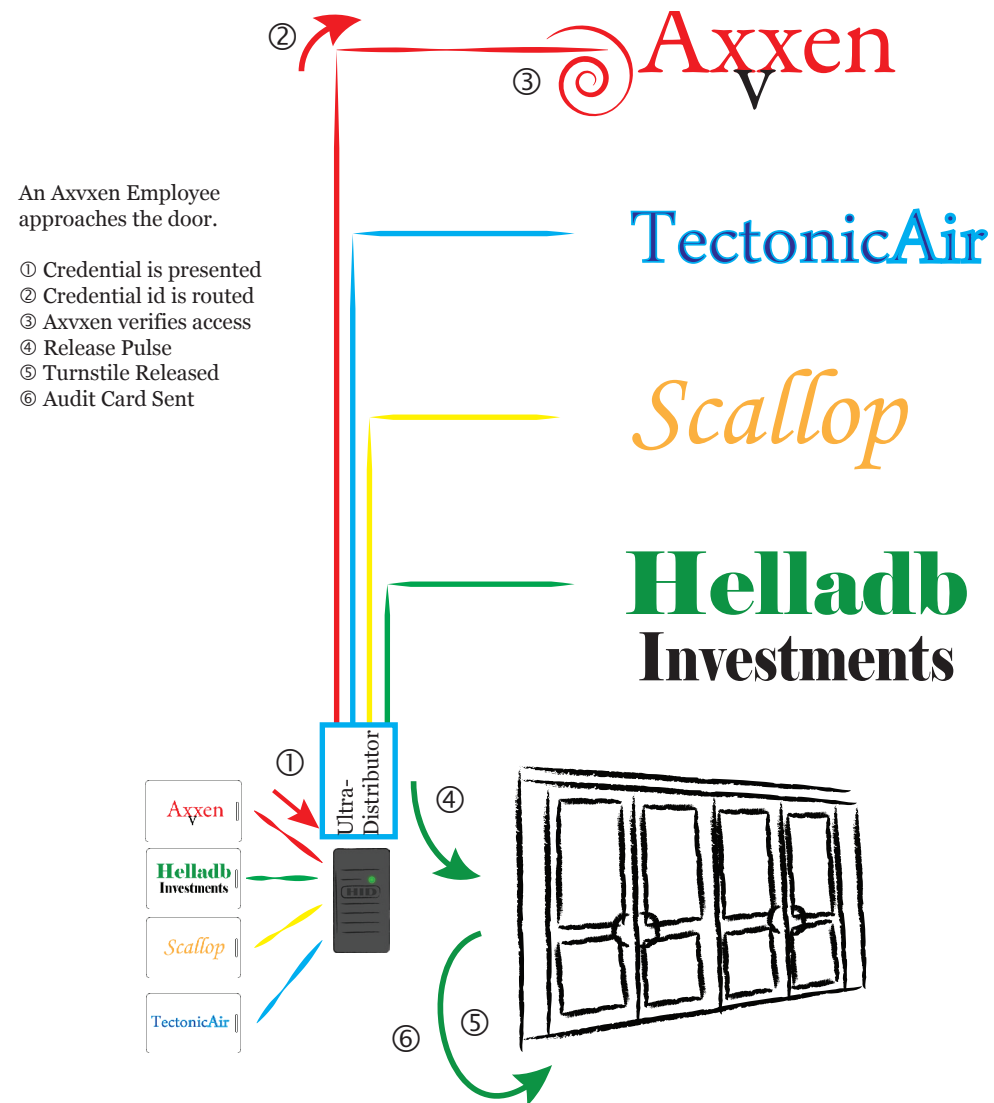 ②
③
Axxen
v
An Axvxen Employee
approaches the door.
① Credential is presented
② Credential id is routed
③ Axvxen verifies access
④ Release Pulse
⑤ Turnstile Released
⑥ Audit Card Sent
TectonicAir
Scallop
Helladb
Investments
①
Ultra-
Distributor
④
Axxen
v
Helladb
Investments
HID
Scallop
TectonicAir
⑤
⑥